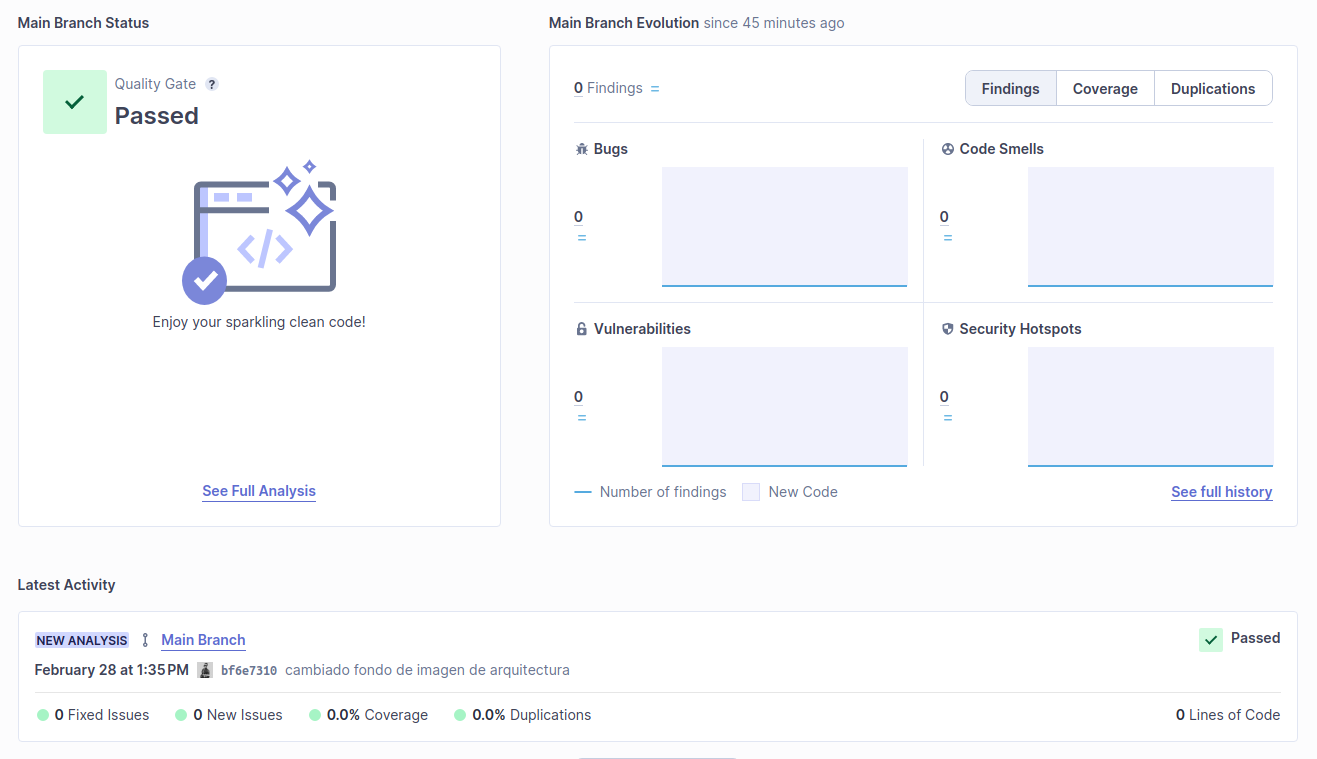 Main Branch Status
Main Branch Evolution since 45 minutes ago
Quality Gate ?
Passed
Enjoy your sparkling clean code!
See Full Analysis
0 Findings =
Findings
Coverage
Duplications
Bugs
0
=
Code Smells
0
=
Vulnerabilities
0
=
Security Hotspots
0
=
Number of findings
New Code
See full history
Latest Activity
NEW ANALYSIS Main Branch
Passed
February 28 at 1:35 PM bf6e7310 cambiado fondo de imagen de arquitectura
0 Fixed Issues 0 New Issues 0.0% Coverage 0.0% Duplications 0 Lines of Code